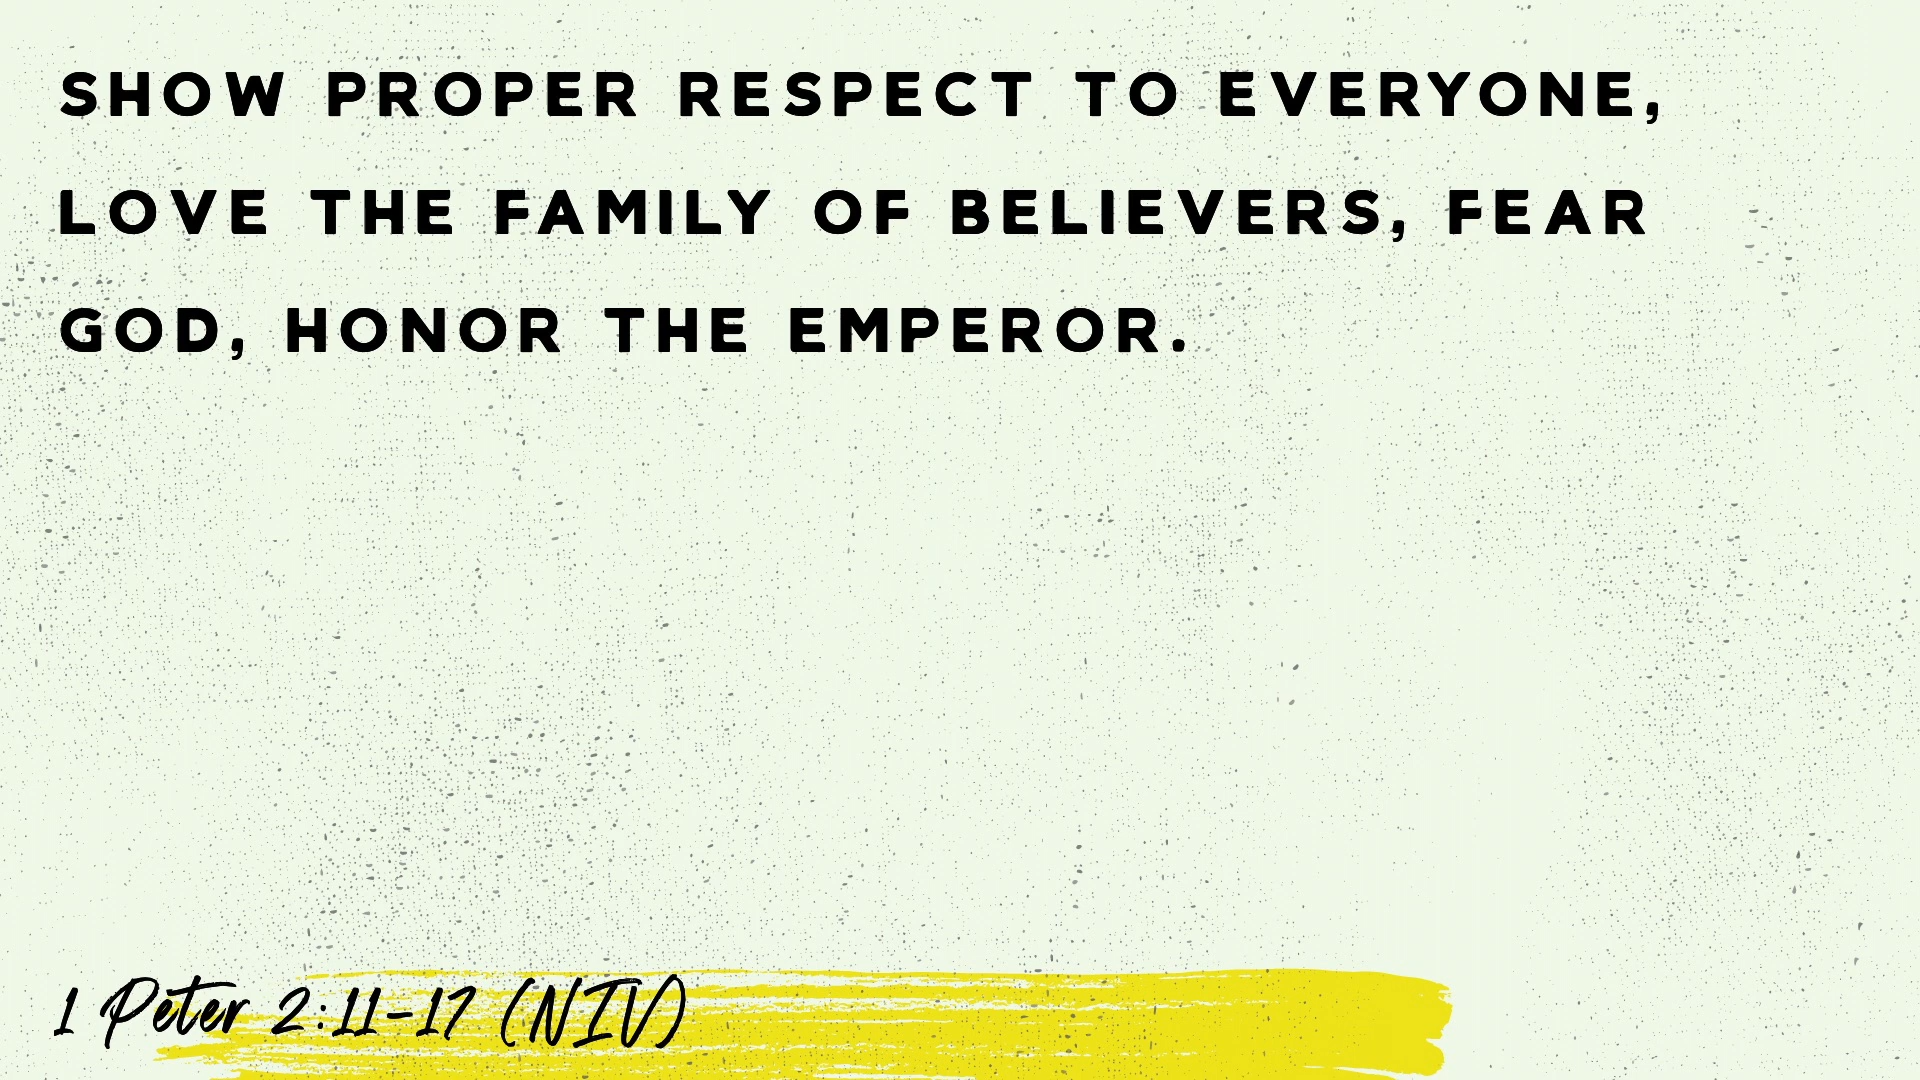 SHOW PROPER RESPECT TO EVERYONE,
LOVE THE FAMILY OF BELIEVERS, FEAR
GOD, HONOR THE EMPEROR.
1 Peter 2:11-17 (NIV)